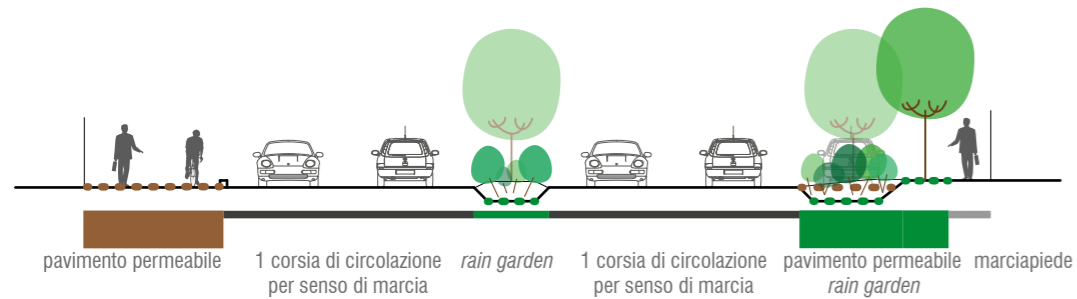 pavimento permeabile
1 corsia di circolazione
per senso di marcia
rain garden
1 corsia di circolazione
per senso di marcia
pavimento permeabile
rain garden
marciapiede